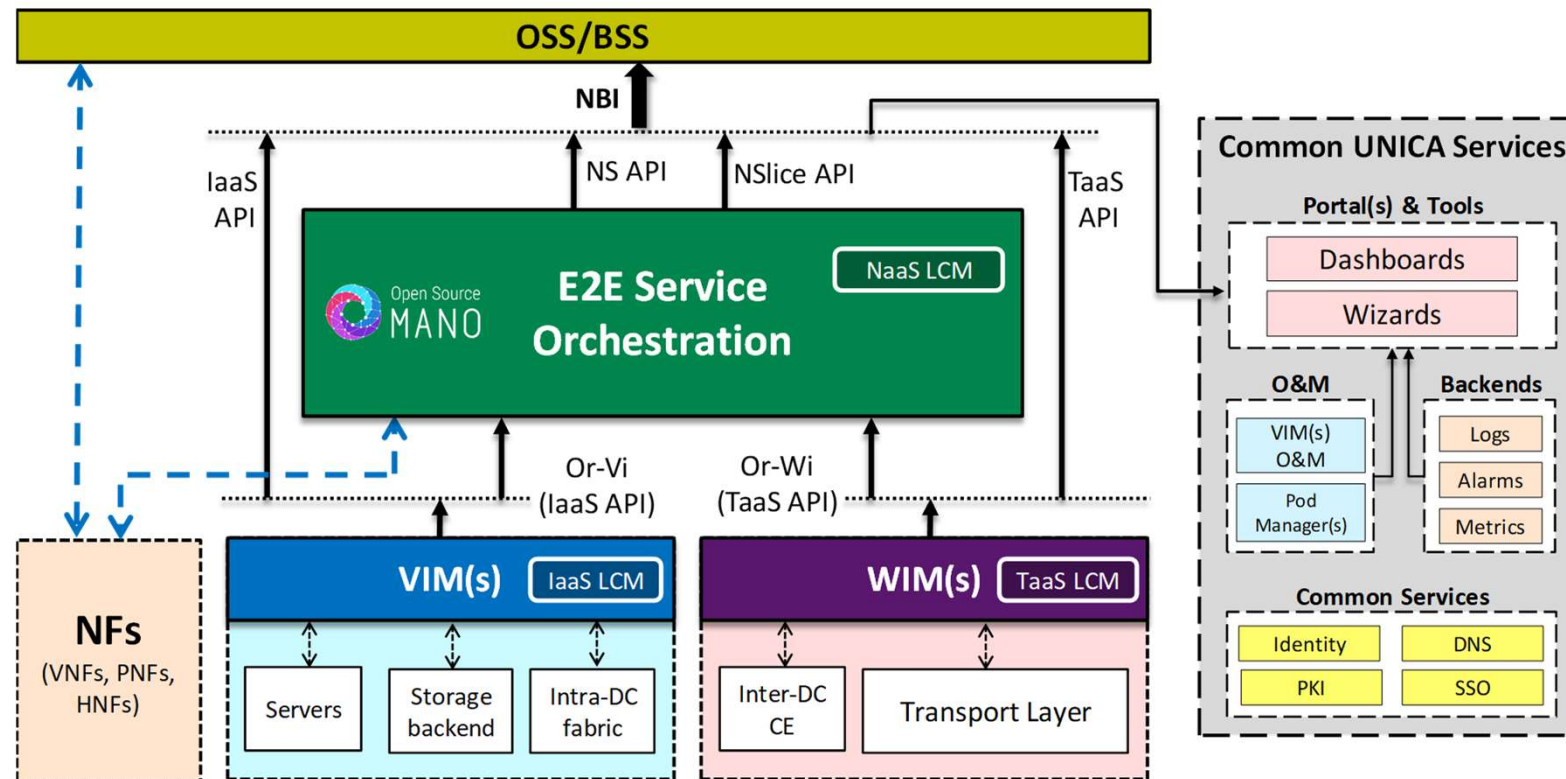 OSS/BSS
NBI
IaaS
API
NS API
NSlice API
TaaS
API
Open Source
MANO
E2E Service
Orchestration
NaaS LCM
Or-Vi
(IaaS API)
Or-Wi
(TaaS API)
NFs
(VNFs, PNFs,
HNFs)
VIM(s)
IaaS LCM
Servers
Storage
backend
Intra-DC
fabric
WIM(s)
TaaS LCM
Inter-DC
CE
Transport Layer
Common UNICA Services
Portal(s) & Tools
Dashboards
Wizards
O&M
VIM(s)
O&M
Pod
Manager(s)
Backends
Logs
Alarms
Metrics
Common Services
Identity
DNS
PKI
SSO